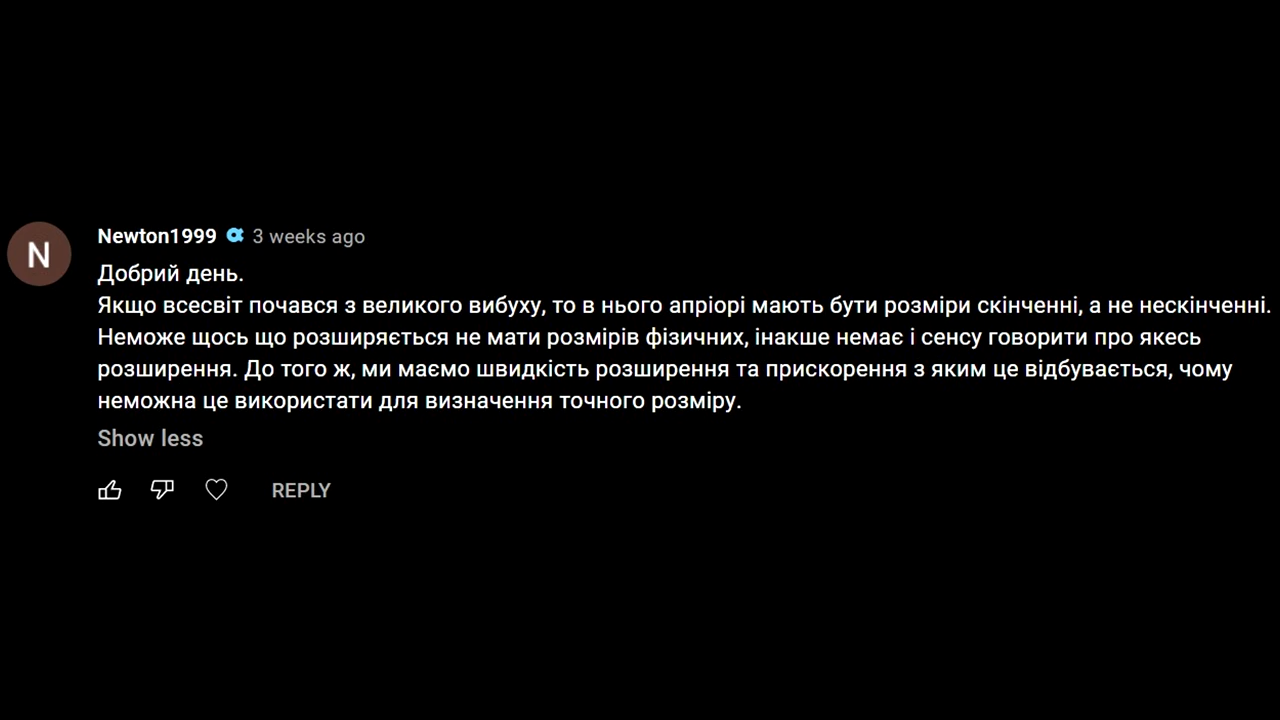 N
Newton1999 3 weeks ago
Добрий день.
Якщо всесвіт почався з великого вибуху, то в нього апріорі мають бути розміри скінченні, а не нескінченні.
Неможе щось що розширяється не мати розмірів фізичних, інакше немає і сенсу говорити про якесь
розширення. До того ж, ми маємо швидкість розширення та прискорення з яким це відбувається, чому
неможна це використати для визначення точного розміру.
Show less
REPLY